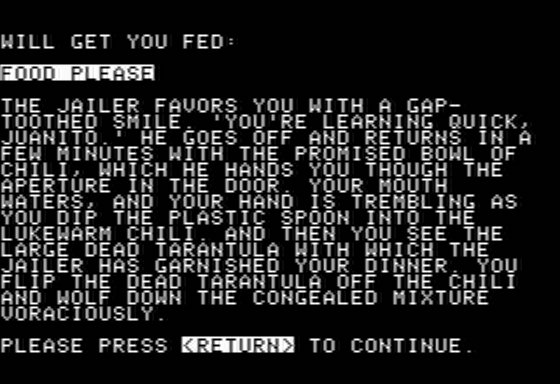 WILL GET YOU FED:
FOOD PLEASE
THE JAILER FAVORS YOU WITH A GAP-
TOOTHED SMILE. 'YOU'RE LEARNING QUICK,
JUANITO.' HE GOES OFF AND RETURNS IN A
FEW MINUTES WITH THE PROMISED BOWL OF
CHILI, WHICH HE HANDS YOU THOUGH THE
APERTURE IN THE DOOR. YOUR MOUTH
WATERS, AND YOUR HAND IS TREMBLING AS
YOU DIP THE PLASTIC SPOON INTO THE
LUKEWARM CHILI. AND THEN YOU SEE THE
LARGE DEAD TARANTULA WITH WHICH THE
JAILER HAS GARNISHED YOUR DINNER. YOU
FLIP THE DEAD TARANTULA OFF THE CHILI
AND WOLF DOWN THE CONGEALED MIXTURE
VORACIOUSLY.
PLEASE PRESS <RETURN> TO CONTINUE.